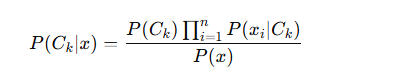 P(C_k|x) = \frac{P(C_k) \prod_{i=1}^{n} P(x_i|C_k)}{P(x)}